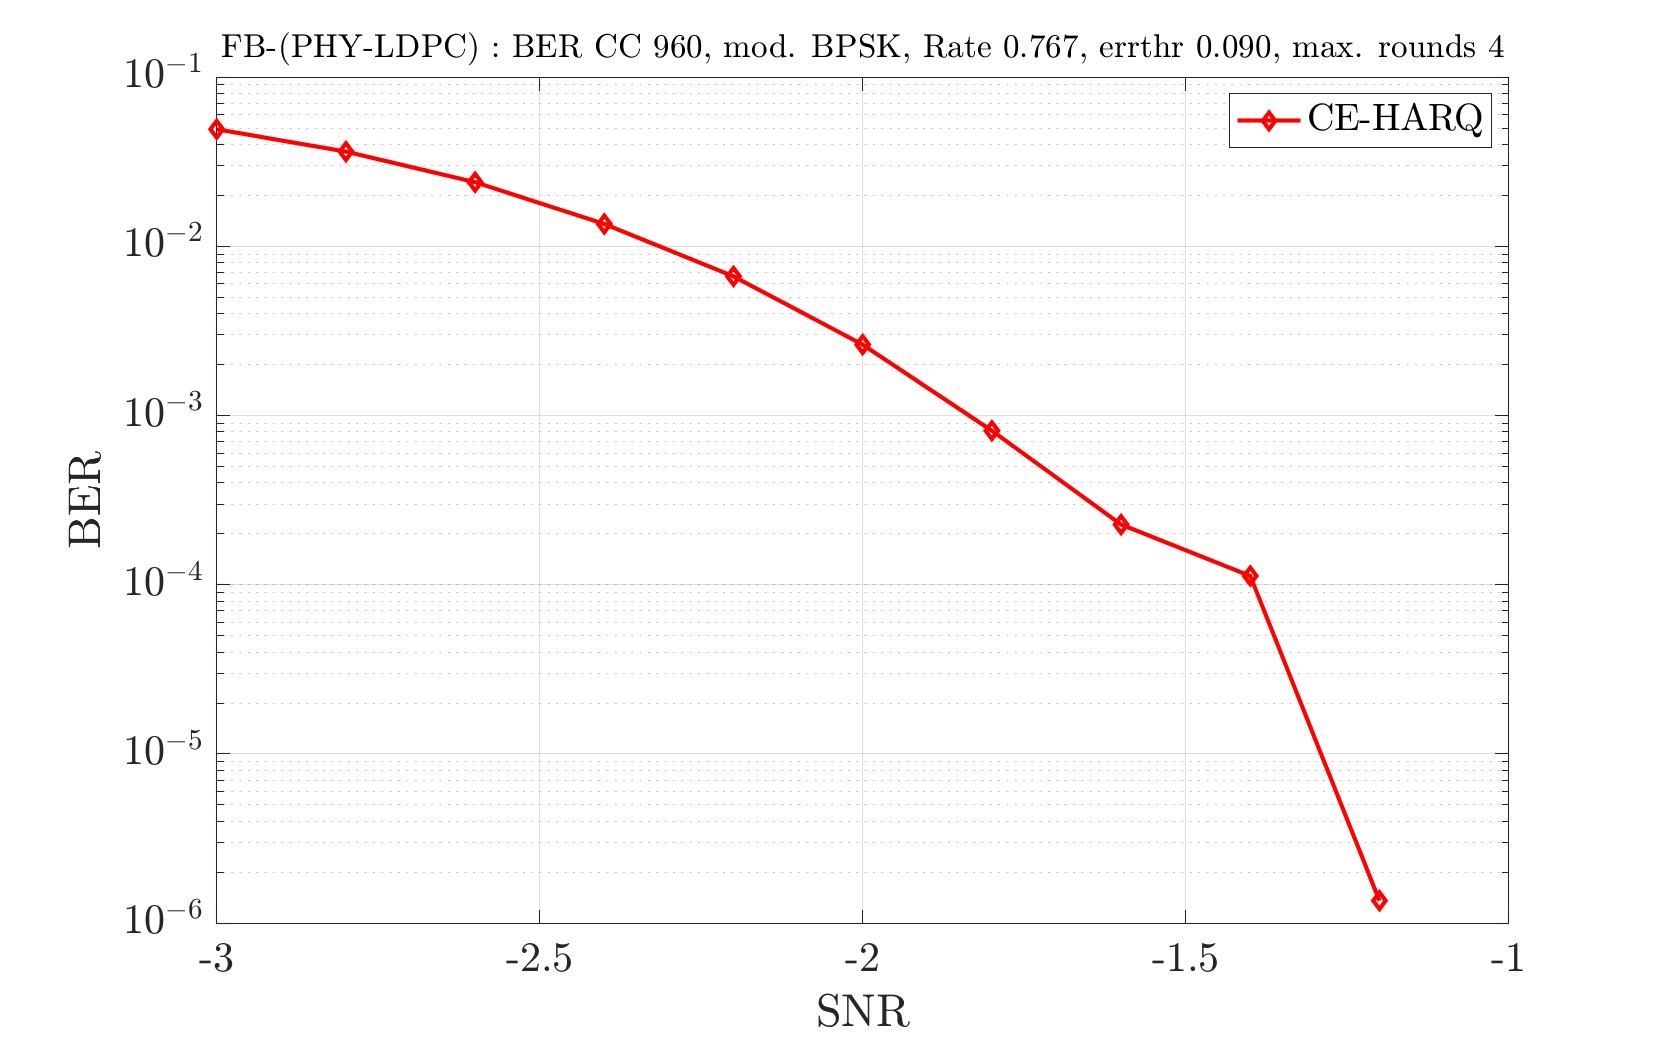 FB-(PHY-LDPC) : BER CC 960, mod. BPSK, Rate 0.767, errthr 0.090, max. rounds 4
CE-HARQ
BER
10^{-1}
10^{-2}
10^{-3}
10^{-4}
10^{-5}
10^{-6}
-3 -2.5 -2 -1.5 -1
SNR